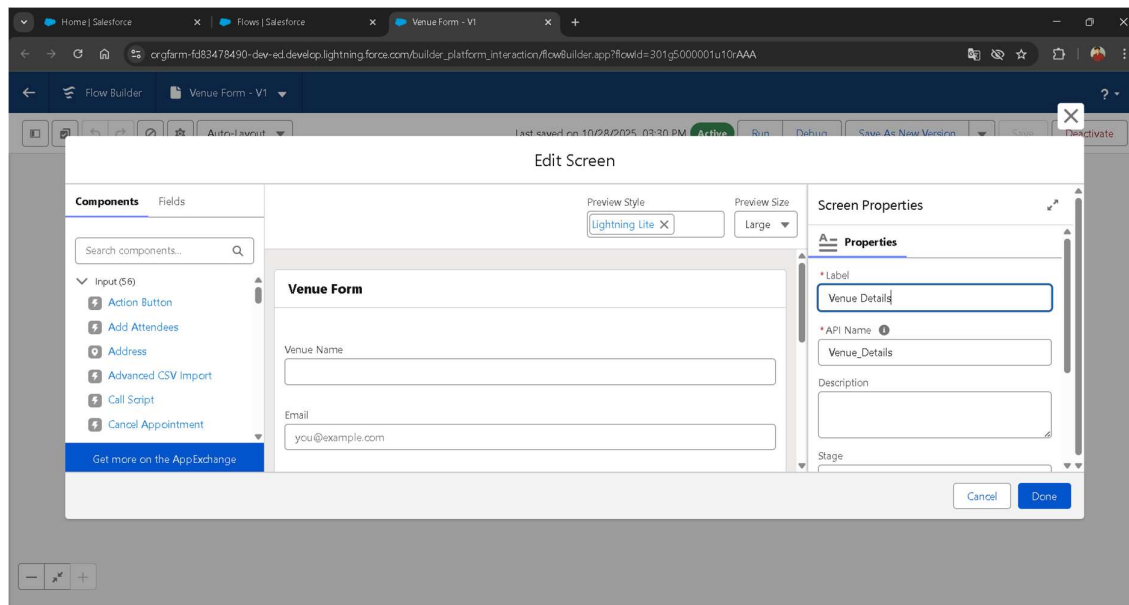 Home | Salesforce
Flows | Salesforce
Venue Form - V1
orgfarm-fd83478490-dev-ed.develop.lightning.force.com/builder_platform_interaction/flowBuilder.app?flowId=301g5000001u10rAAA
Flow Builder
Venue Form - V1
?
Auto-Layout
Last saved on 10/28/2025, 03:30 PM
Active
Run
Debug
Save As New Version
Save
Deactivate
Edit Screen
Components
Fields
Search components...
Input (56)
Action Button
Add Attendees
Address
Advanced CSV Import
Call Script
Cancel Appointment
Get more on the AppExchange
Preview Style
Lightning Lite
Preview Size
Large
Venue Form
Venue Name
Email
you@example.com
Screen Properties
Properties
*Label
Venue Details
*API Name
Venue_Details
Description
Stage
Cancel
Done